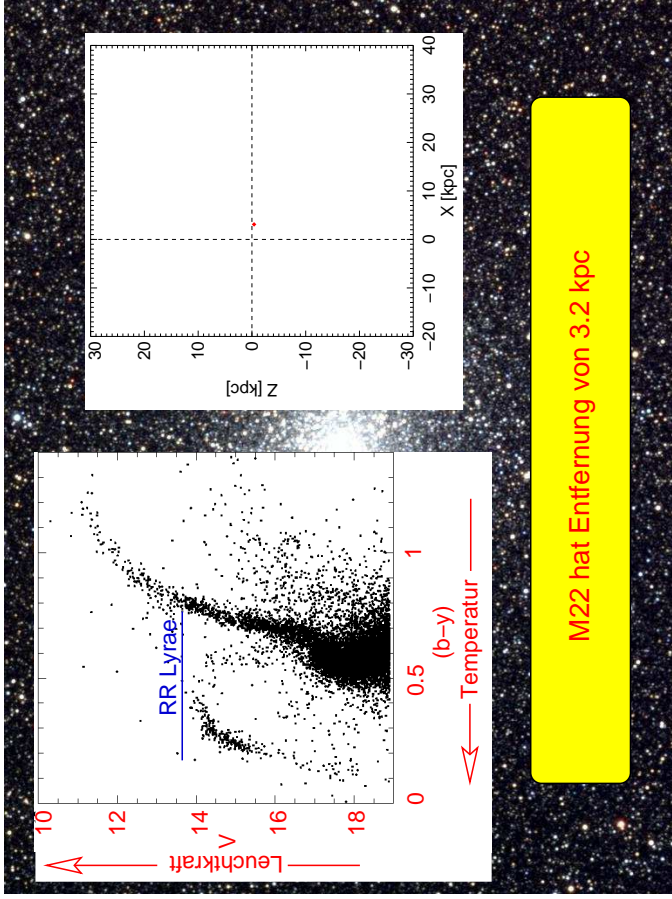 10
12
14
16
18
V
Leuchtkraft
RR Lyrae
0
0.5
1
(b−y)
Temperatur
30
20
10
0
−10
−20
−30
Z [kpc]
−20
−10
0
10
20
30
40
X [kpc]
M22 hat Entfernung von 3.2 kpc